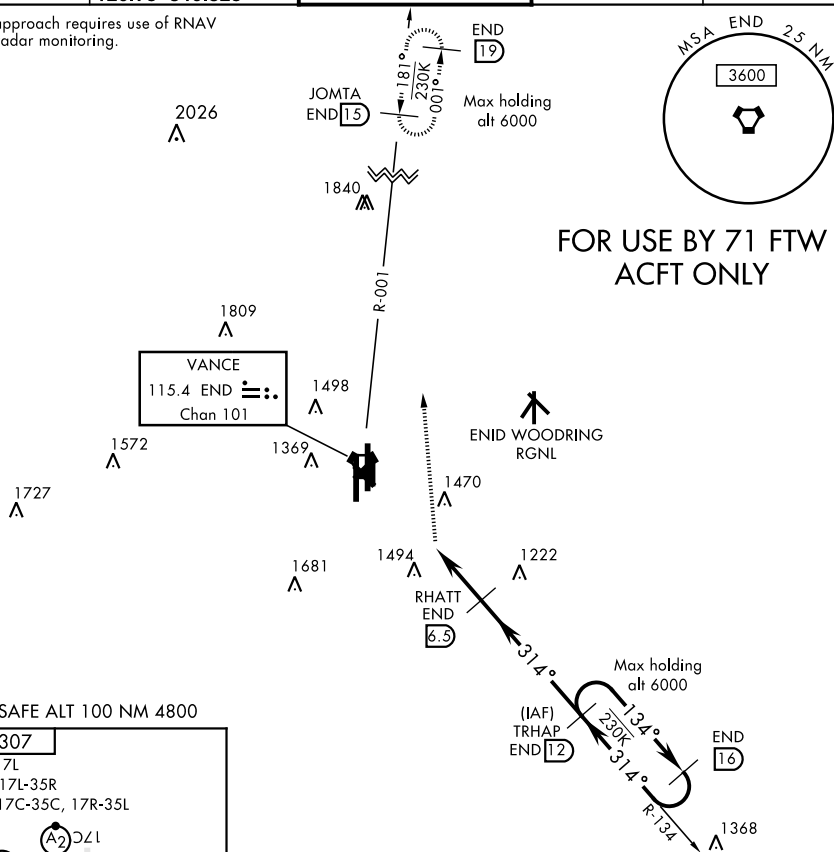 approach requires use of RNAV
adar monitoring.
END
19
181°
230K
001°
JOMTA
END 15
Max holding
alt 6000
MSA END 25 NM
3600
2026
1840
FOR USE BY 71 FTW
ACFT ONLY
R-001
1809
VANCE
115.4 END
Chan 101
1498
ENID WOODRING
RGNL
1572
1369
1727
1470
1681
1494
1222
RHATT
END
6.5
314°
Max holding
alt 6000
(IAF)
TRHAP
END 12
230K
134°
314°
END
16
R-134
1368
SAFE ALT 100 NM 4800
307
7L
17L-35R
17C-35C, 17R-35L
A2
17C